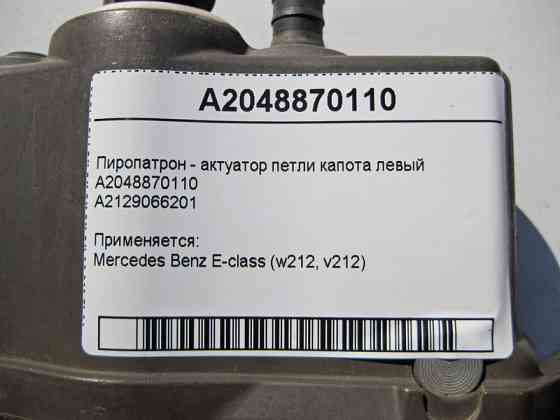 A2048870110
Пиропатрон - актуатор петли капота левый
A2048870110
A2129066201
Применяется:
Mercedes Benz E-class (w212, v212)